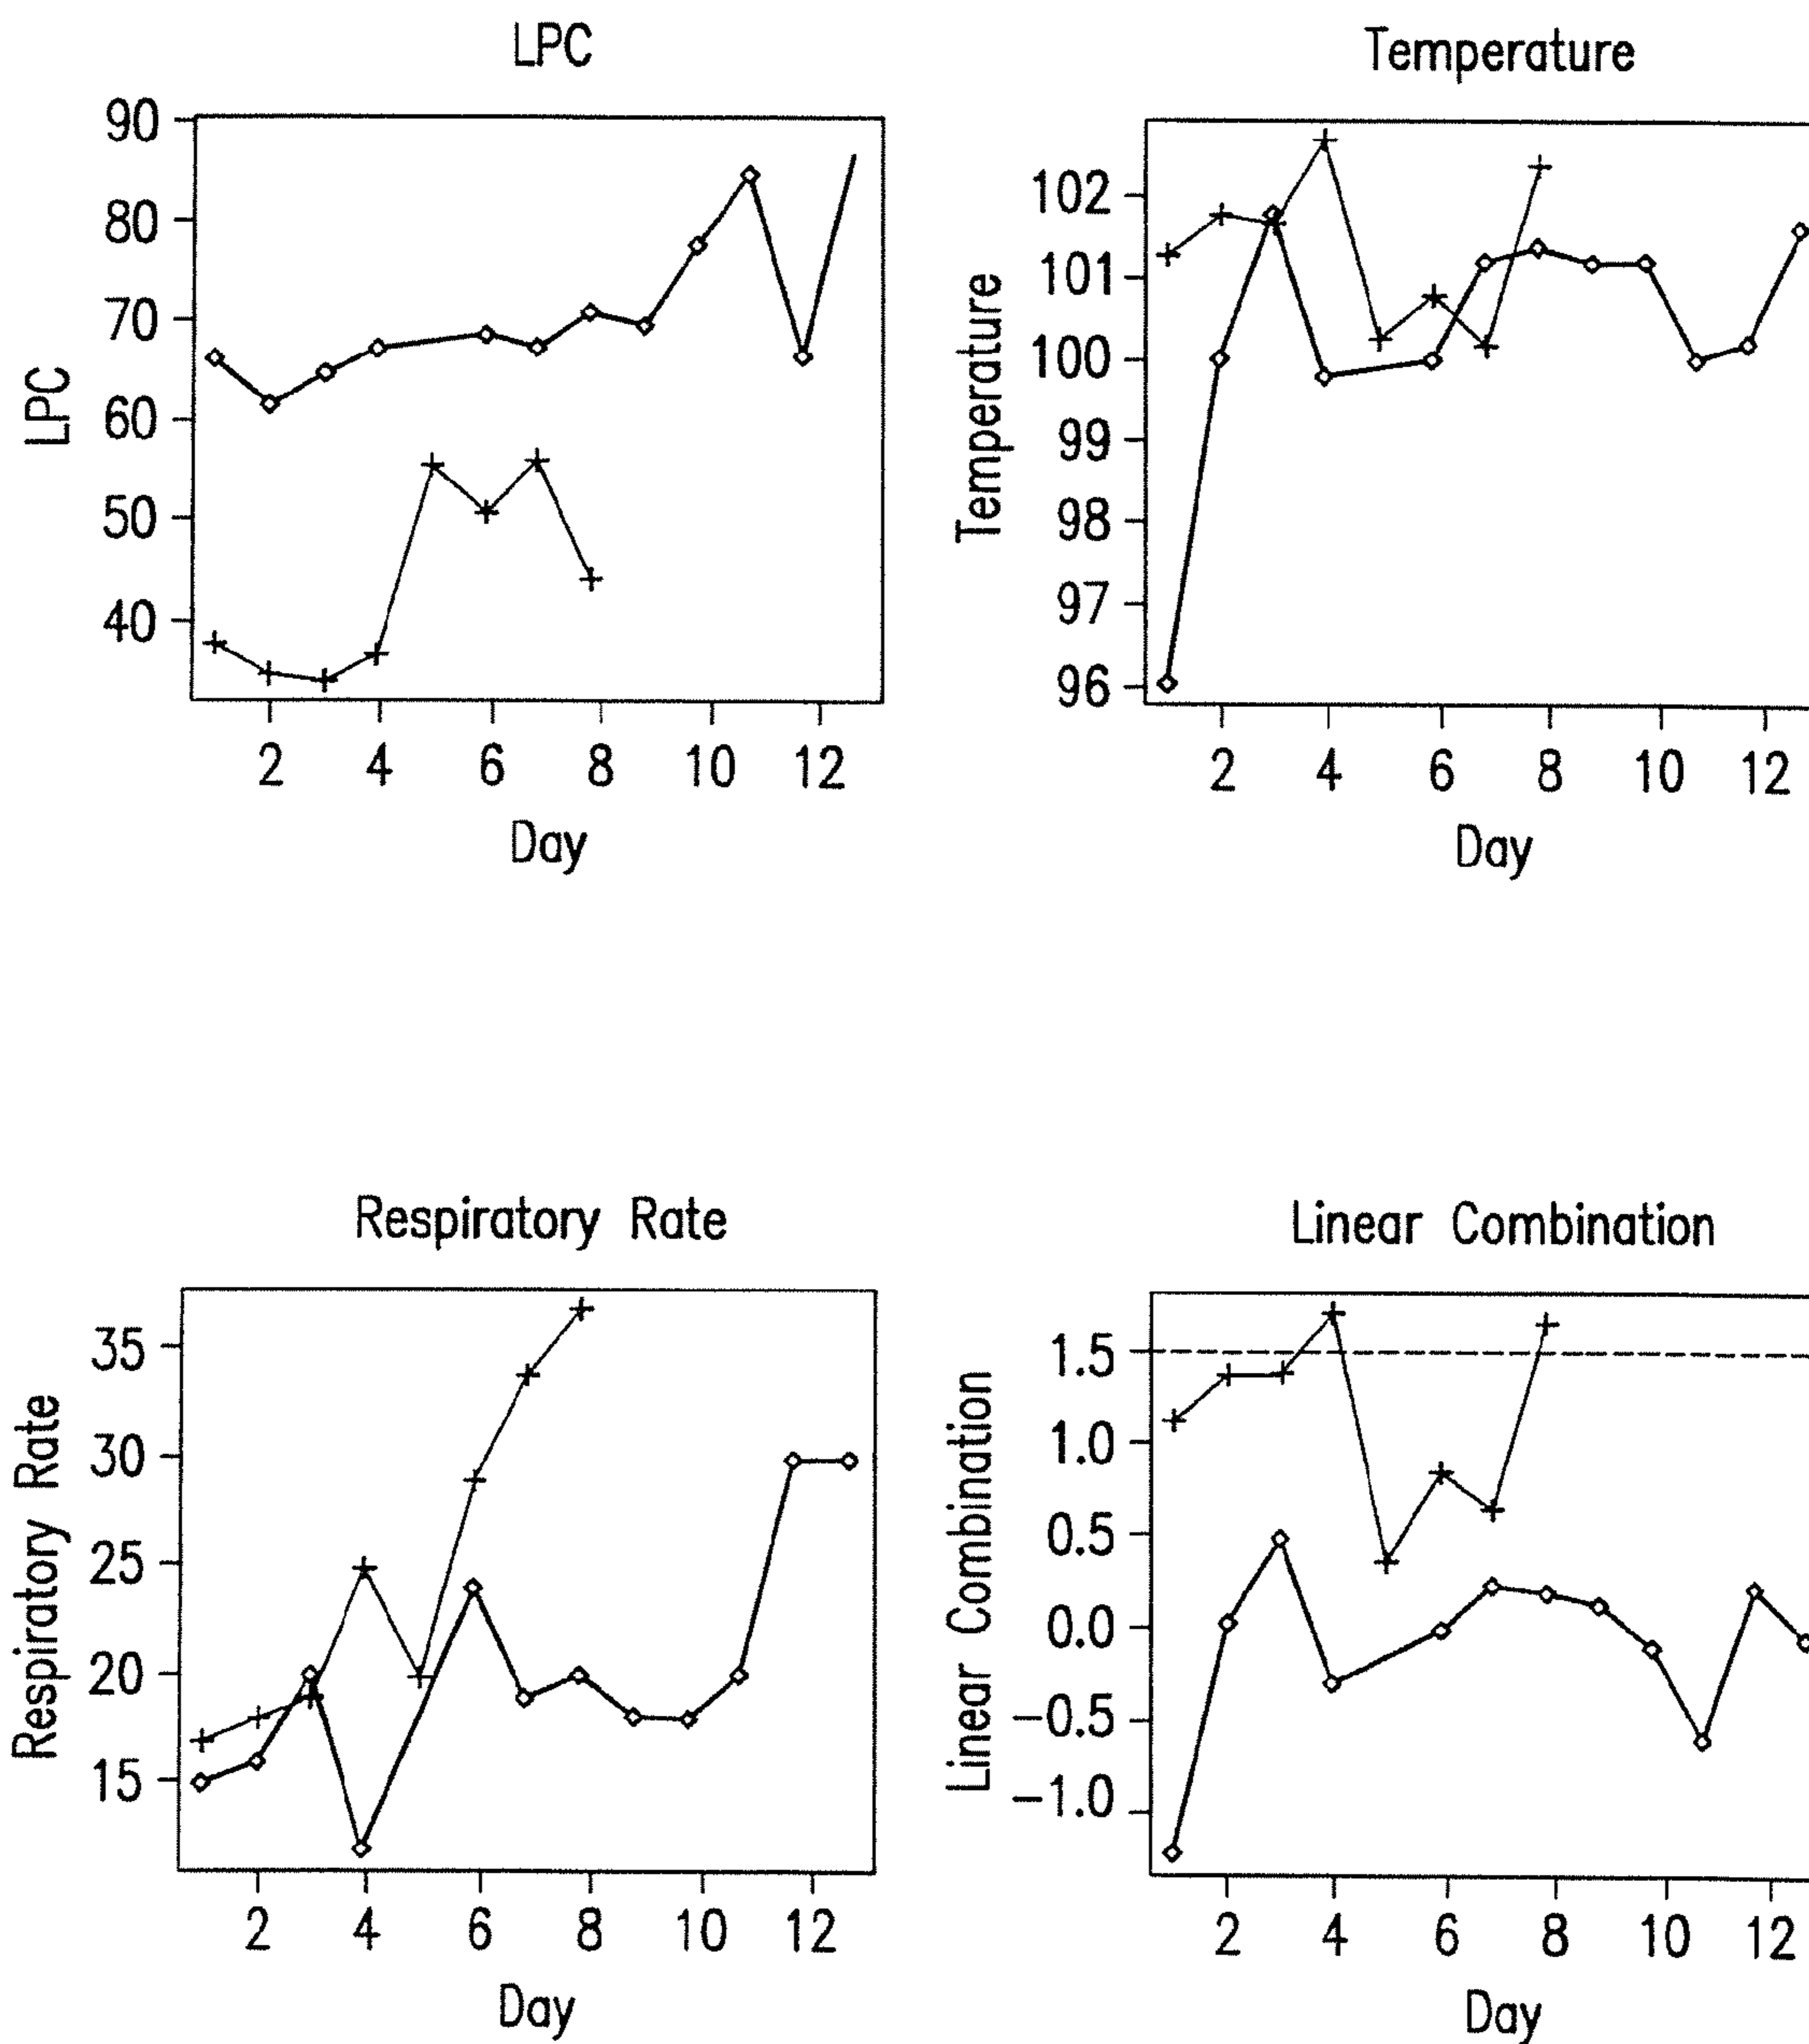 LPC
LPC
90
80
70
60
50
40
2 4 6 8 10 12
Day
Temperature
Temperature
102
101
100
99
98
97
96
2 4 6 8 10 12
Day
Respiratory Rate
Respiratory Rate
35
30
25
20
15
2 4 6 8 10 12
Day
Linear Combination
Linear Combination
1.5
1.0
0.5
0.0
−0.5
−1.0
2 4 6 8 10 12
Day